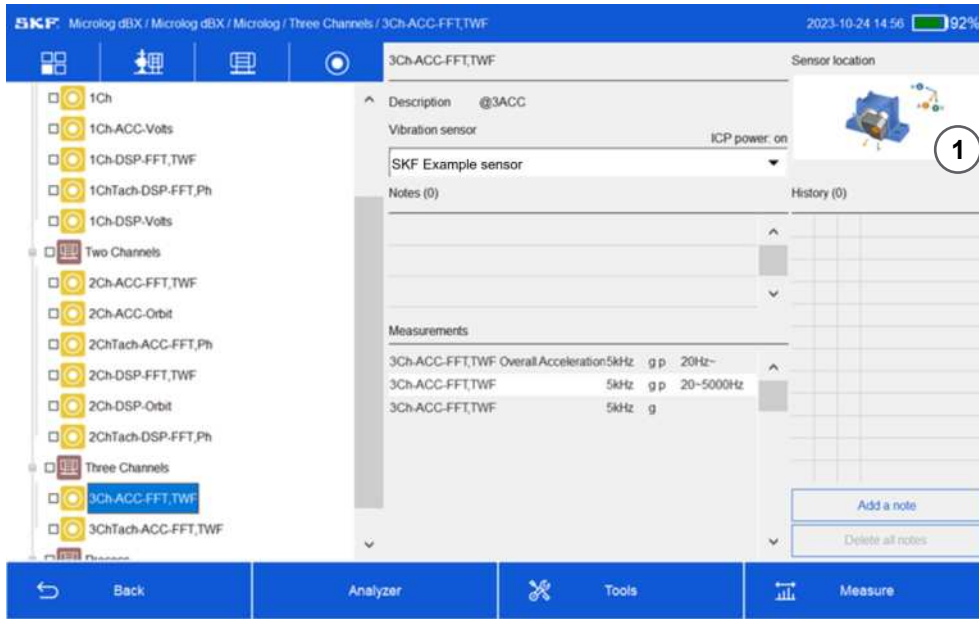 SKF. Microlog dBX / Microlog dBX / Microlog / Three Channels / 3Ch-ACC-FFT,TWF 2023-10-24 14:56 92%
3Ch-ACC-FFT,TWF
Sensor location
1
1Ch
1Ch-ACC-Volts
1Ch-DSP-FFT,TWF
1ChTach-DSP-FFT,Ph
1Ch-DSP-Volts
Two Channels
2Ch-ACC-FFT,TWF
2Ch-ACC-Orbit
2ChTach-ACC-FFT,Ph
2Ch-DSP-FFT,TWF
2Ch-DSP-Orbit
2ChTach-DSP-FFT,Ph
Three Channels
3Ch-ACC-FFT,TWF
3ChTach-ACC-FFT,TWF
Process
Description @3ACC
Vibration sensor ICP power: on
SKF Example sensor
Notes (0)
Measurements
3Ch-ACC-FFT,TWF Overall Acceleration 5kHz g p 20Hz~
3Ch-ACC-FFT,TWF 5kHz g p 20~5000Hz
3Ch-ACC-FFT,TWF 5kHz g
History (0)
Add a note
Delete all notes
Back Analyzer Tools Measure